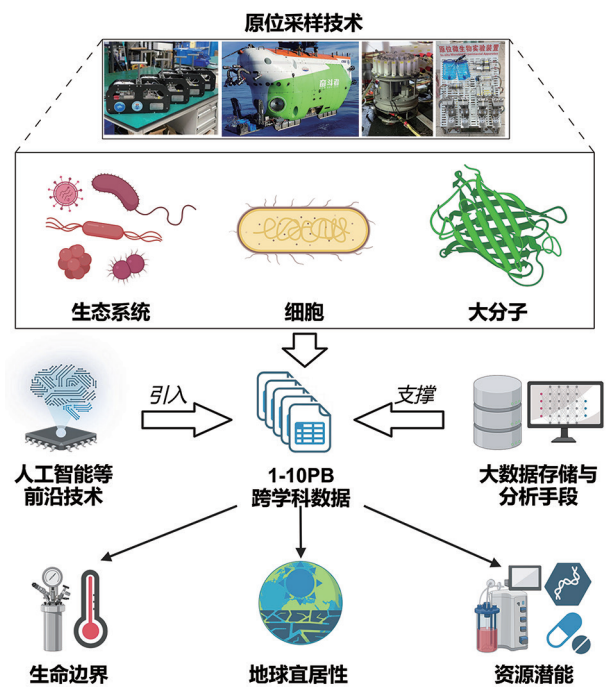 原位采样技术
奋斗者
原位微生物实验装置
生态系统
细胞
大分子
引入
支撑
人工智能等
前沿技术
1-10PB
跨学科数据
大数据存储与
分析手段
生命边界
地球宜居性
资源潜能